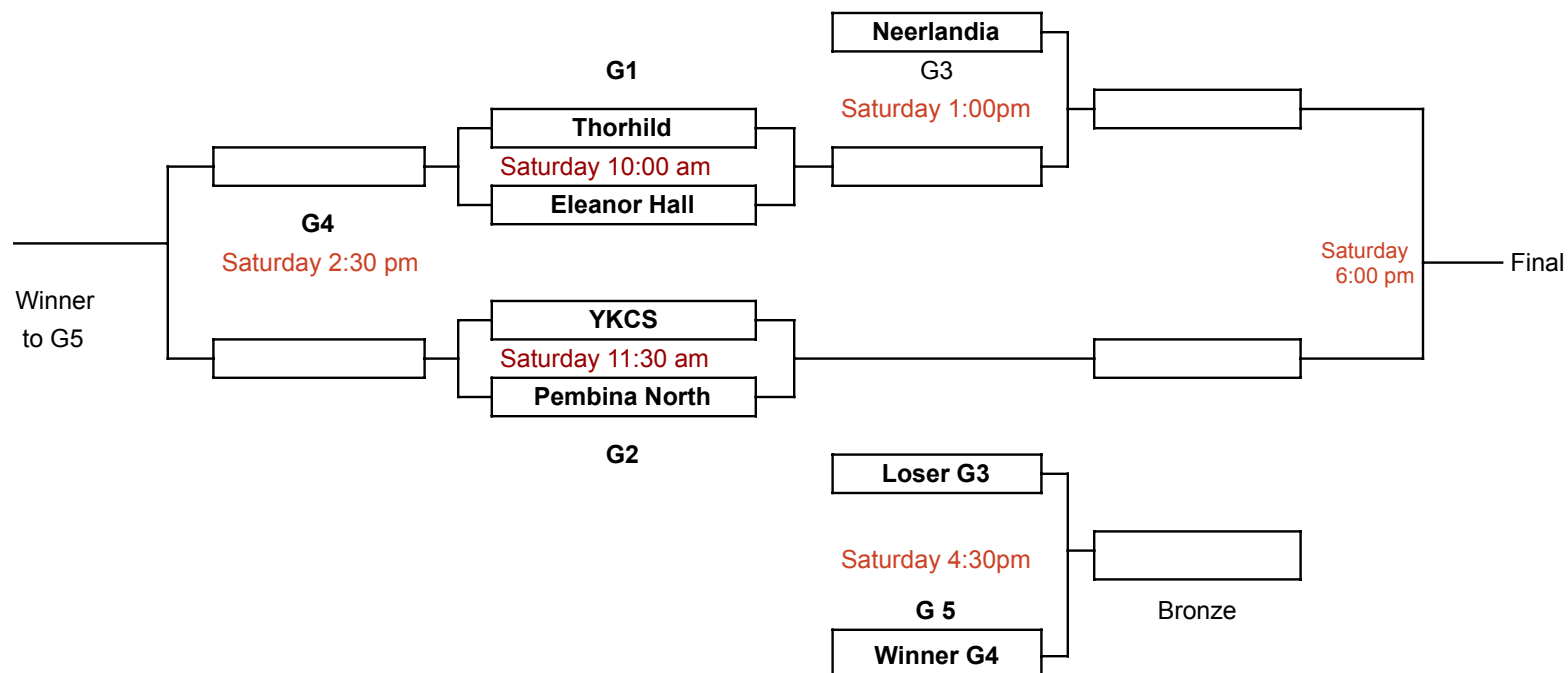 Neerlandia
G1
G3
Saturday 1:00pm
Thorhild
Saturday 10:00 am
Eleanor Hall
G4
Saturday 2:30 pm
Saturday
6:00 pm
Final
Winner
to G5
YKCS
Saturday 11:30 am
Pembina North
G2
Loser G3
Saturday 4:30pm
G 5
Bronze
Winner G4